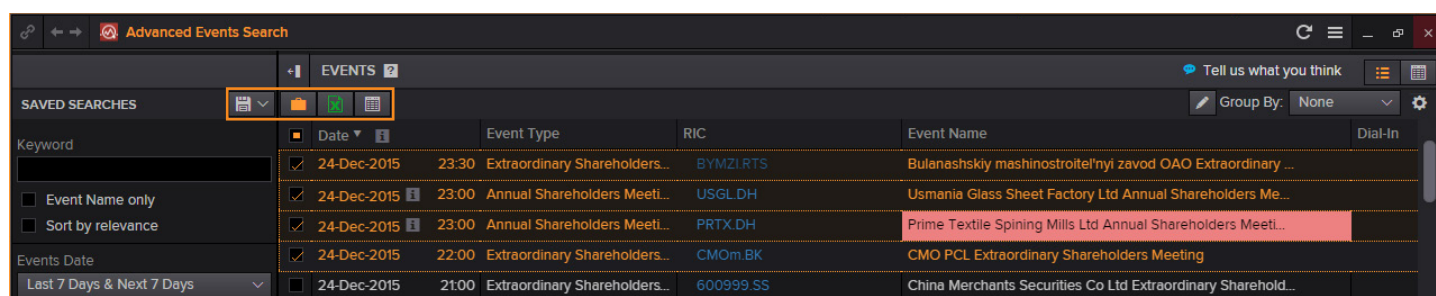 Advanced Events Search
EVENTS ?
Tell us what you think
SAVED SEARCHES
Group By: None
Keyword
Date Event Type RIC Event Name Dial-In
24-Dec-2015 23:30 Extraordinary Shareholders... BYMZI.RTS Bulanashskiy mashinostroitel'nyi zavod OAO Extraordinary ...
Event Name only
24-Dec-2015 23:00 Annual Shareholders Meeti... USGL.DH Usmania Glass Sheet Factory Ltd Annual Shareholders Me...
Sort by relevance
24-Dec-2015 23:00 Annual Shareholders Meeti... PRTX.DH Prime Textile Spining Mills Ltd Annual Shareholders Meeti...
Events Date
24-Dec-2015 22:00 Extraordinary Shareholders... CMOm.BK CMO PCL Extraordinary Shareholders Meeting
Last 7 Days & Next 7 Days
24-Dec-2015 21:00 Extraordinary Shareholders... 600999.SS China Merchants Securities Co Ltd Extraordinary Sharehold...